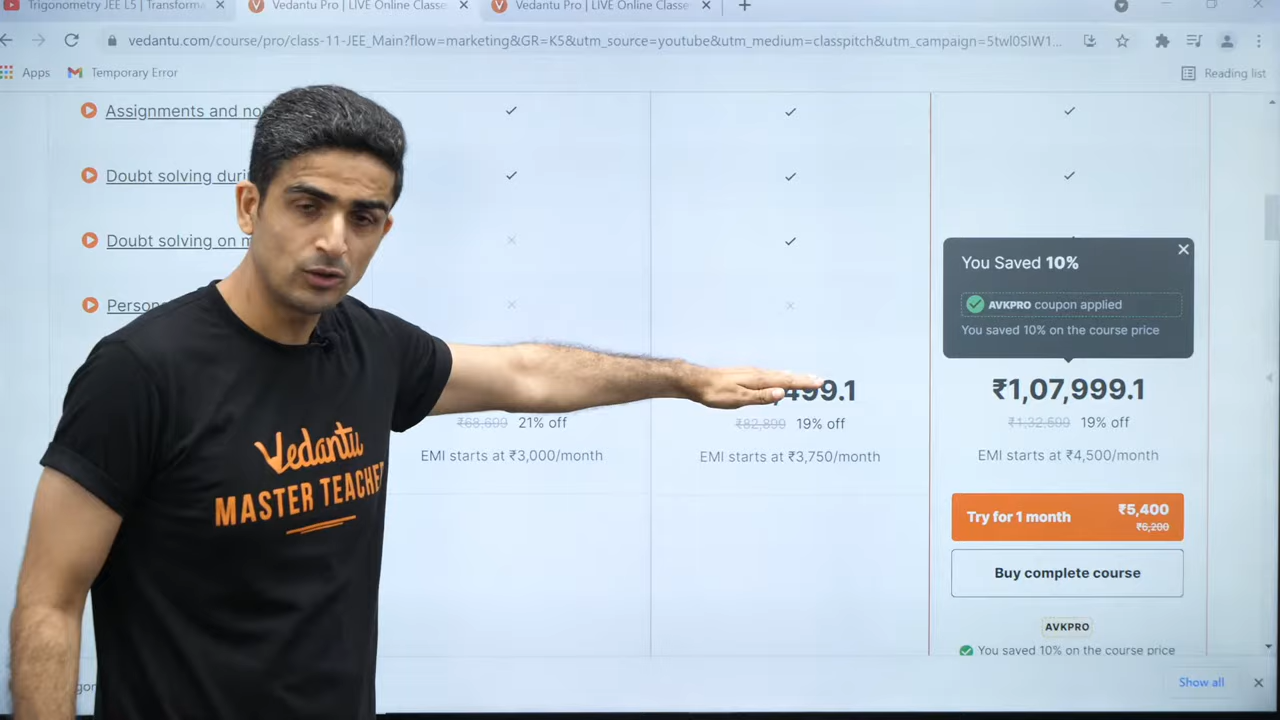 Trigonometry JEE L5 | Transforma
Vedantu Pro | LIVE Online Classe
Vedantu Pro | LIVE Online Classe
vedantu.com/course/pro/class-11-JEE_Main?flow=marketing&GR=K5&utm_source=youtube&utm_medium=classpitch&utm_campaign=5twl0SIW1...
Apps
Temporary Error
Reading list
Assignments and no
Doubt solving duri
Doubt solving on m
Person
You Saved 10%
AVKPRO coupon applied
You saved 10% on the course price
499.1
₹1,07,999.1
₹68,699 21% off
₹82,899 19% off
₹1,32,599 19% off
EMI starts at ₹3,000/month
EMI starts at ₹3,750/month
EMI starts at ₹4,500/month
Vedantu
MASTER TEACHE
Try for 1 month
₹5,400
₹6,200
Buy complete course
AVKPRO
You saved 10% on the course price
Show all